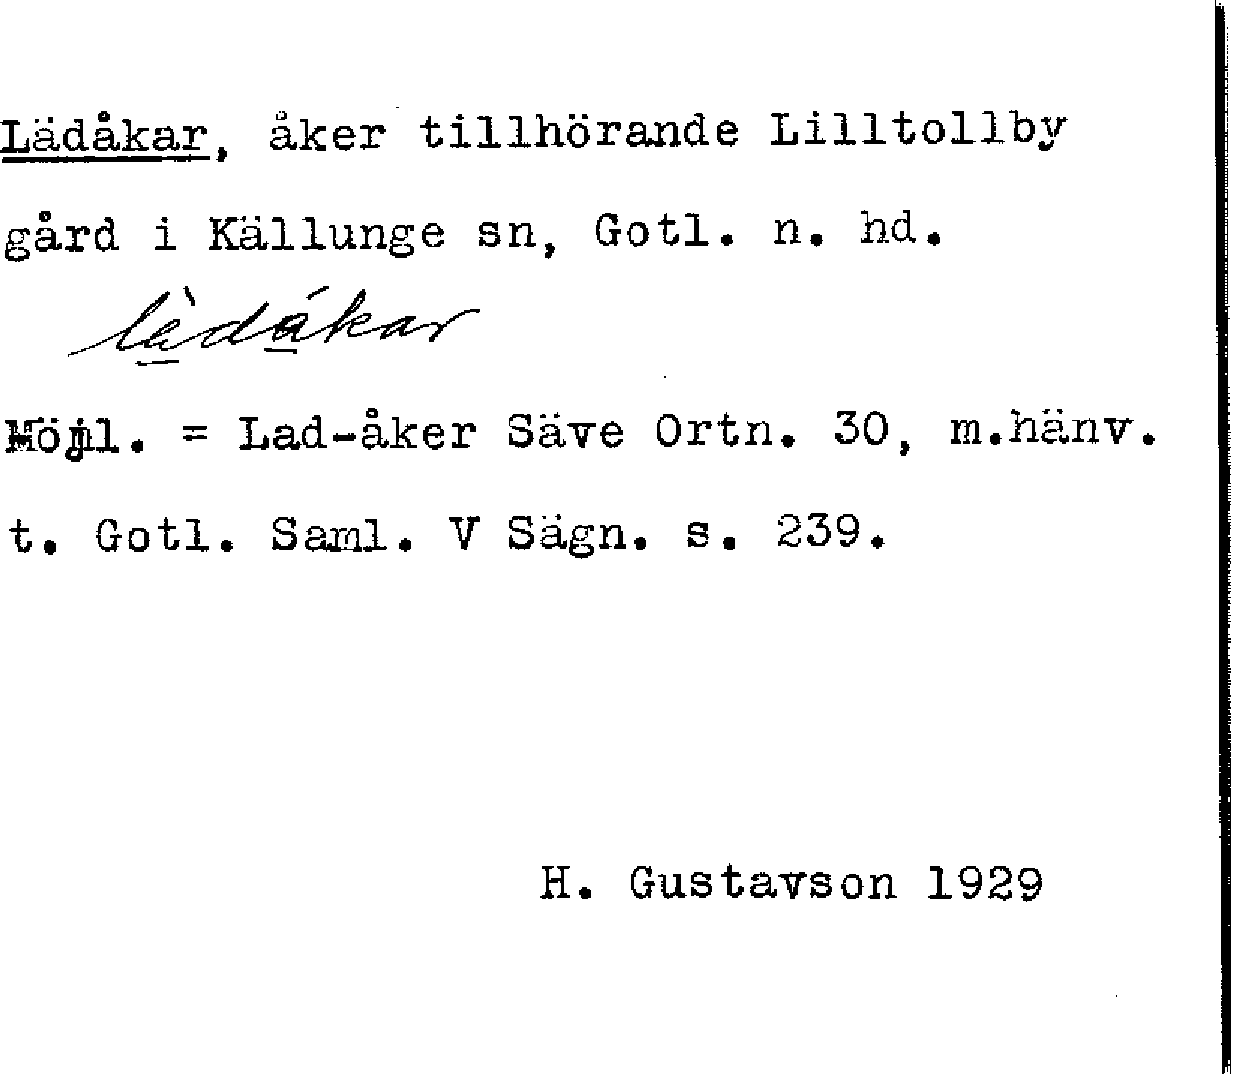 Lädåkar, åker tillhörande Lilltollby
gård i Källunge sn, Gotl. n. hd.
lèdåkar
Möjl. = Lad-åker Säve Ortn. 30, m.hänv.
t. Gotl. Saml. V Sägn. s. 239.
H. Gustavson 1929